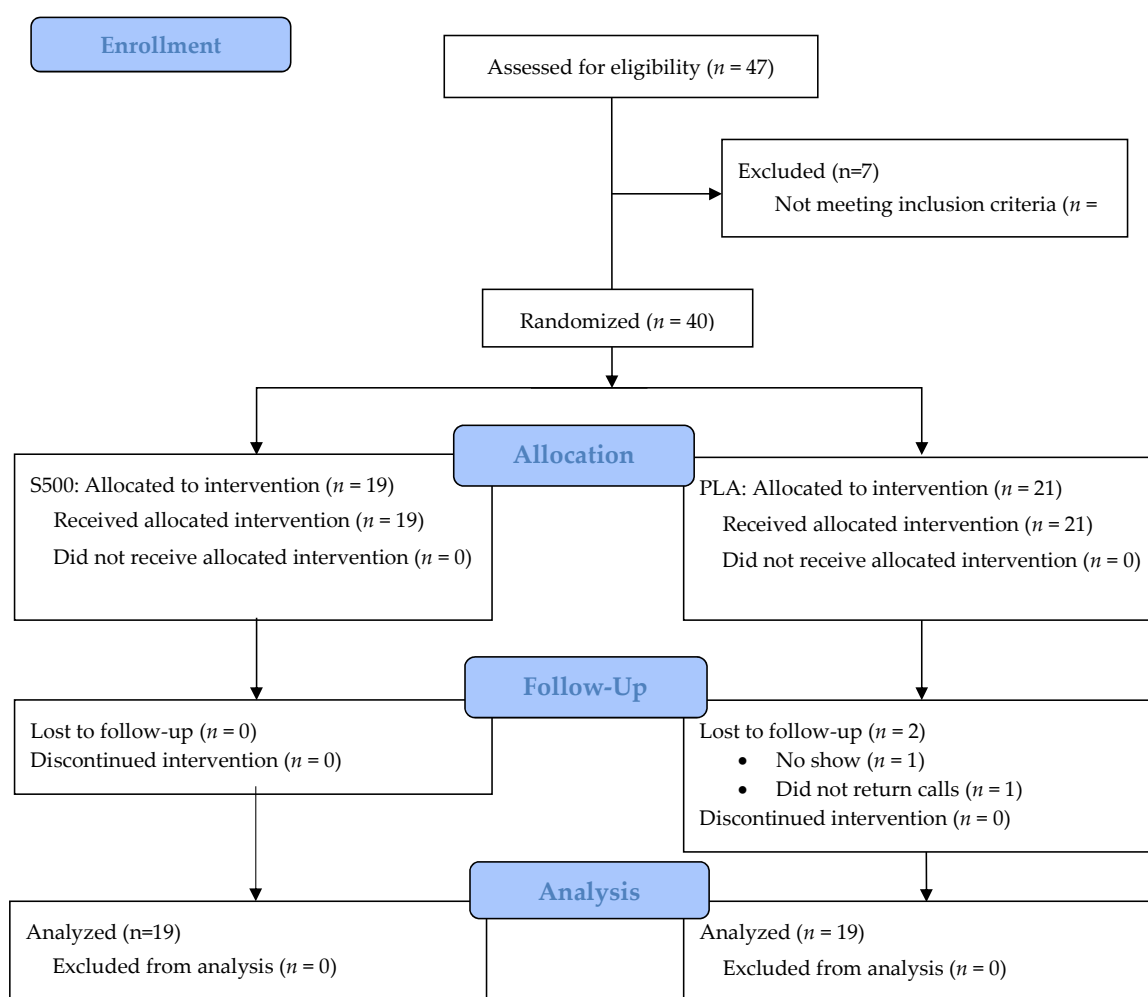 Enrollment
Assessed for eligibility (n = 47)
Excluded (n=7)
Not meeting inclusion criteria (n =
Randomized (n = 40)
Allocation
S500: Allocated to intervention (n = 19)
Received allocated intervention (n = 19)
Did not receive allocated intervention (n = 0)
PLA: Allocated to intervention (n = 21)
Received allocated intervention (n = 21)
Did not receive allocated intervention (n = 0)
Follow-Up
Lost to follow-up (n = 0)
Discontinued intervention (n = 0)
Lost to follow-up (n = 2)
• No show (n = 1)
• Did not return calls (n = 1)
Discontinued intervention (n = 0)
Analysis
Analyzed (n=19)
Excluded from analysis (n = 0)
Analyzed (n = 19)
Excluded from analysis (n = 0)